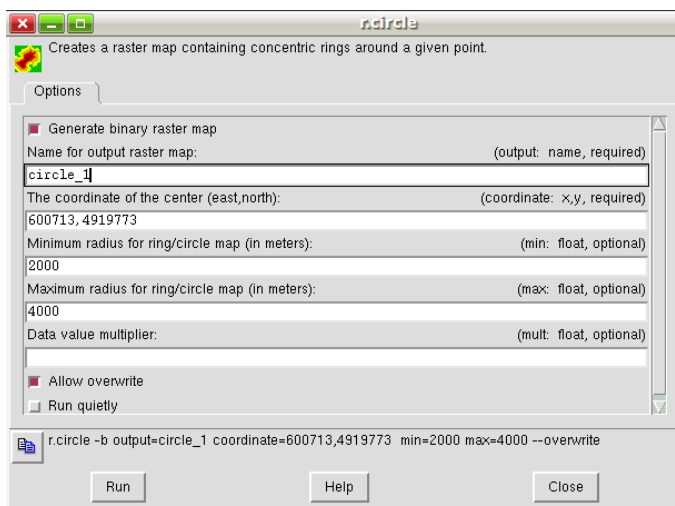 r.circle
Creates a raster map containing concentric rings around a given point.
Options
Generate binary raster map
Name for output raster map: (output: name, required)
circle_1
The coordinate of the center (east,north): (coordinate: x,y, required)
600713,4919773
Minimum radius for ring/circle map (in meters): (min: float, optional)
2000
Maximum radius for ring/circle map (in meters): (max: float, optional)
4000
Data value multiplier: (mult: float, optional)
Allow overwrite
Run quietly
r.circle -b output=circle_1 coordinate=600713,4919773 min=2000 max=4000 --overwrite
Run Help Close